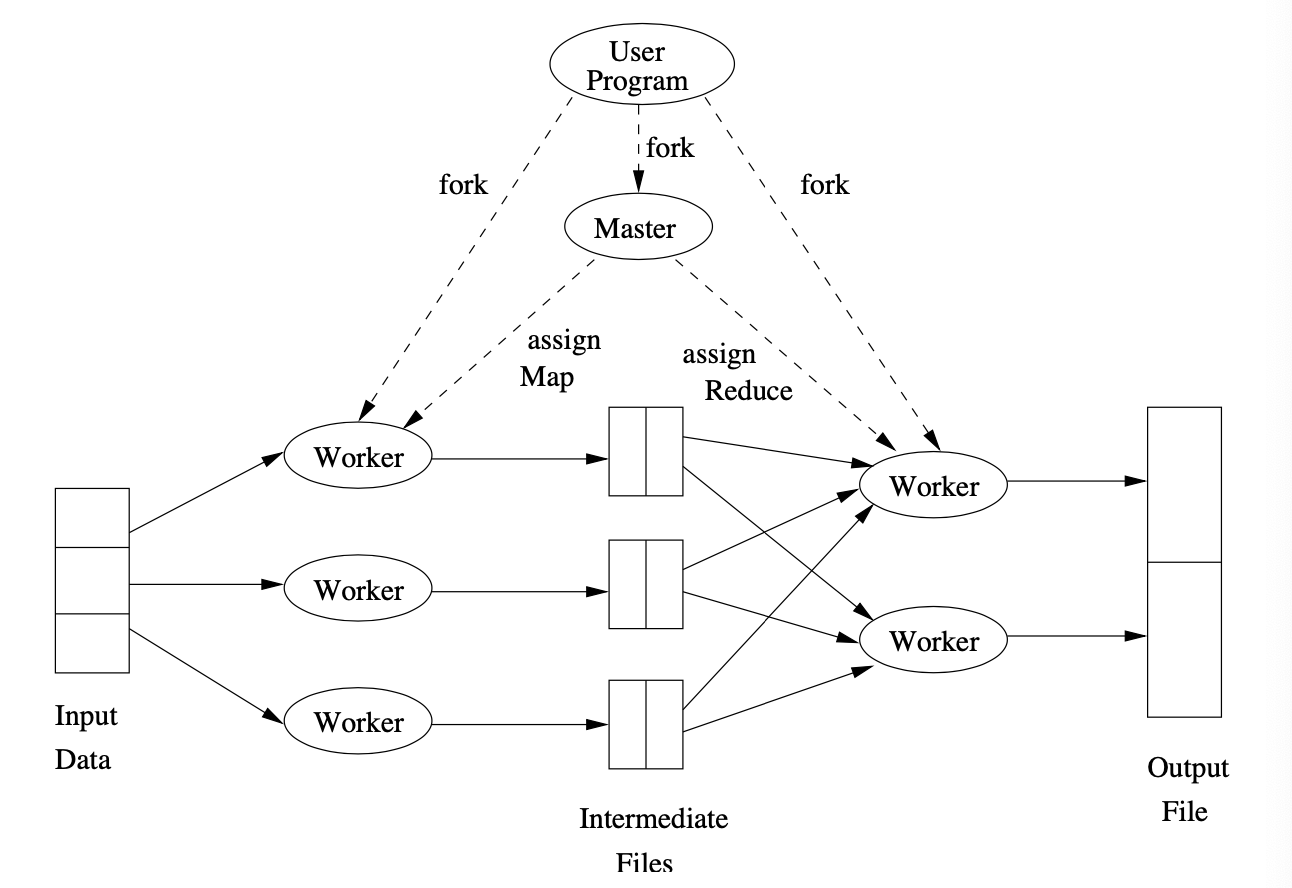 User
Program
fork
fork
fork
Master
assign
Map
assign
Reduce
Worker
Worker
Worker
Worker
Worker
Input
Data
Intermediate
Files
Output
File